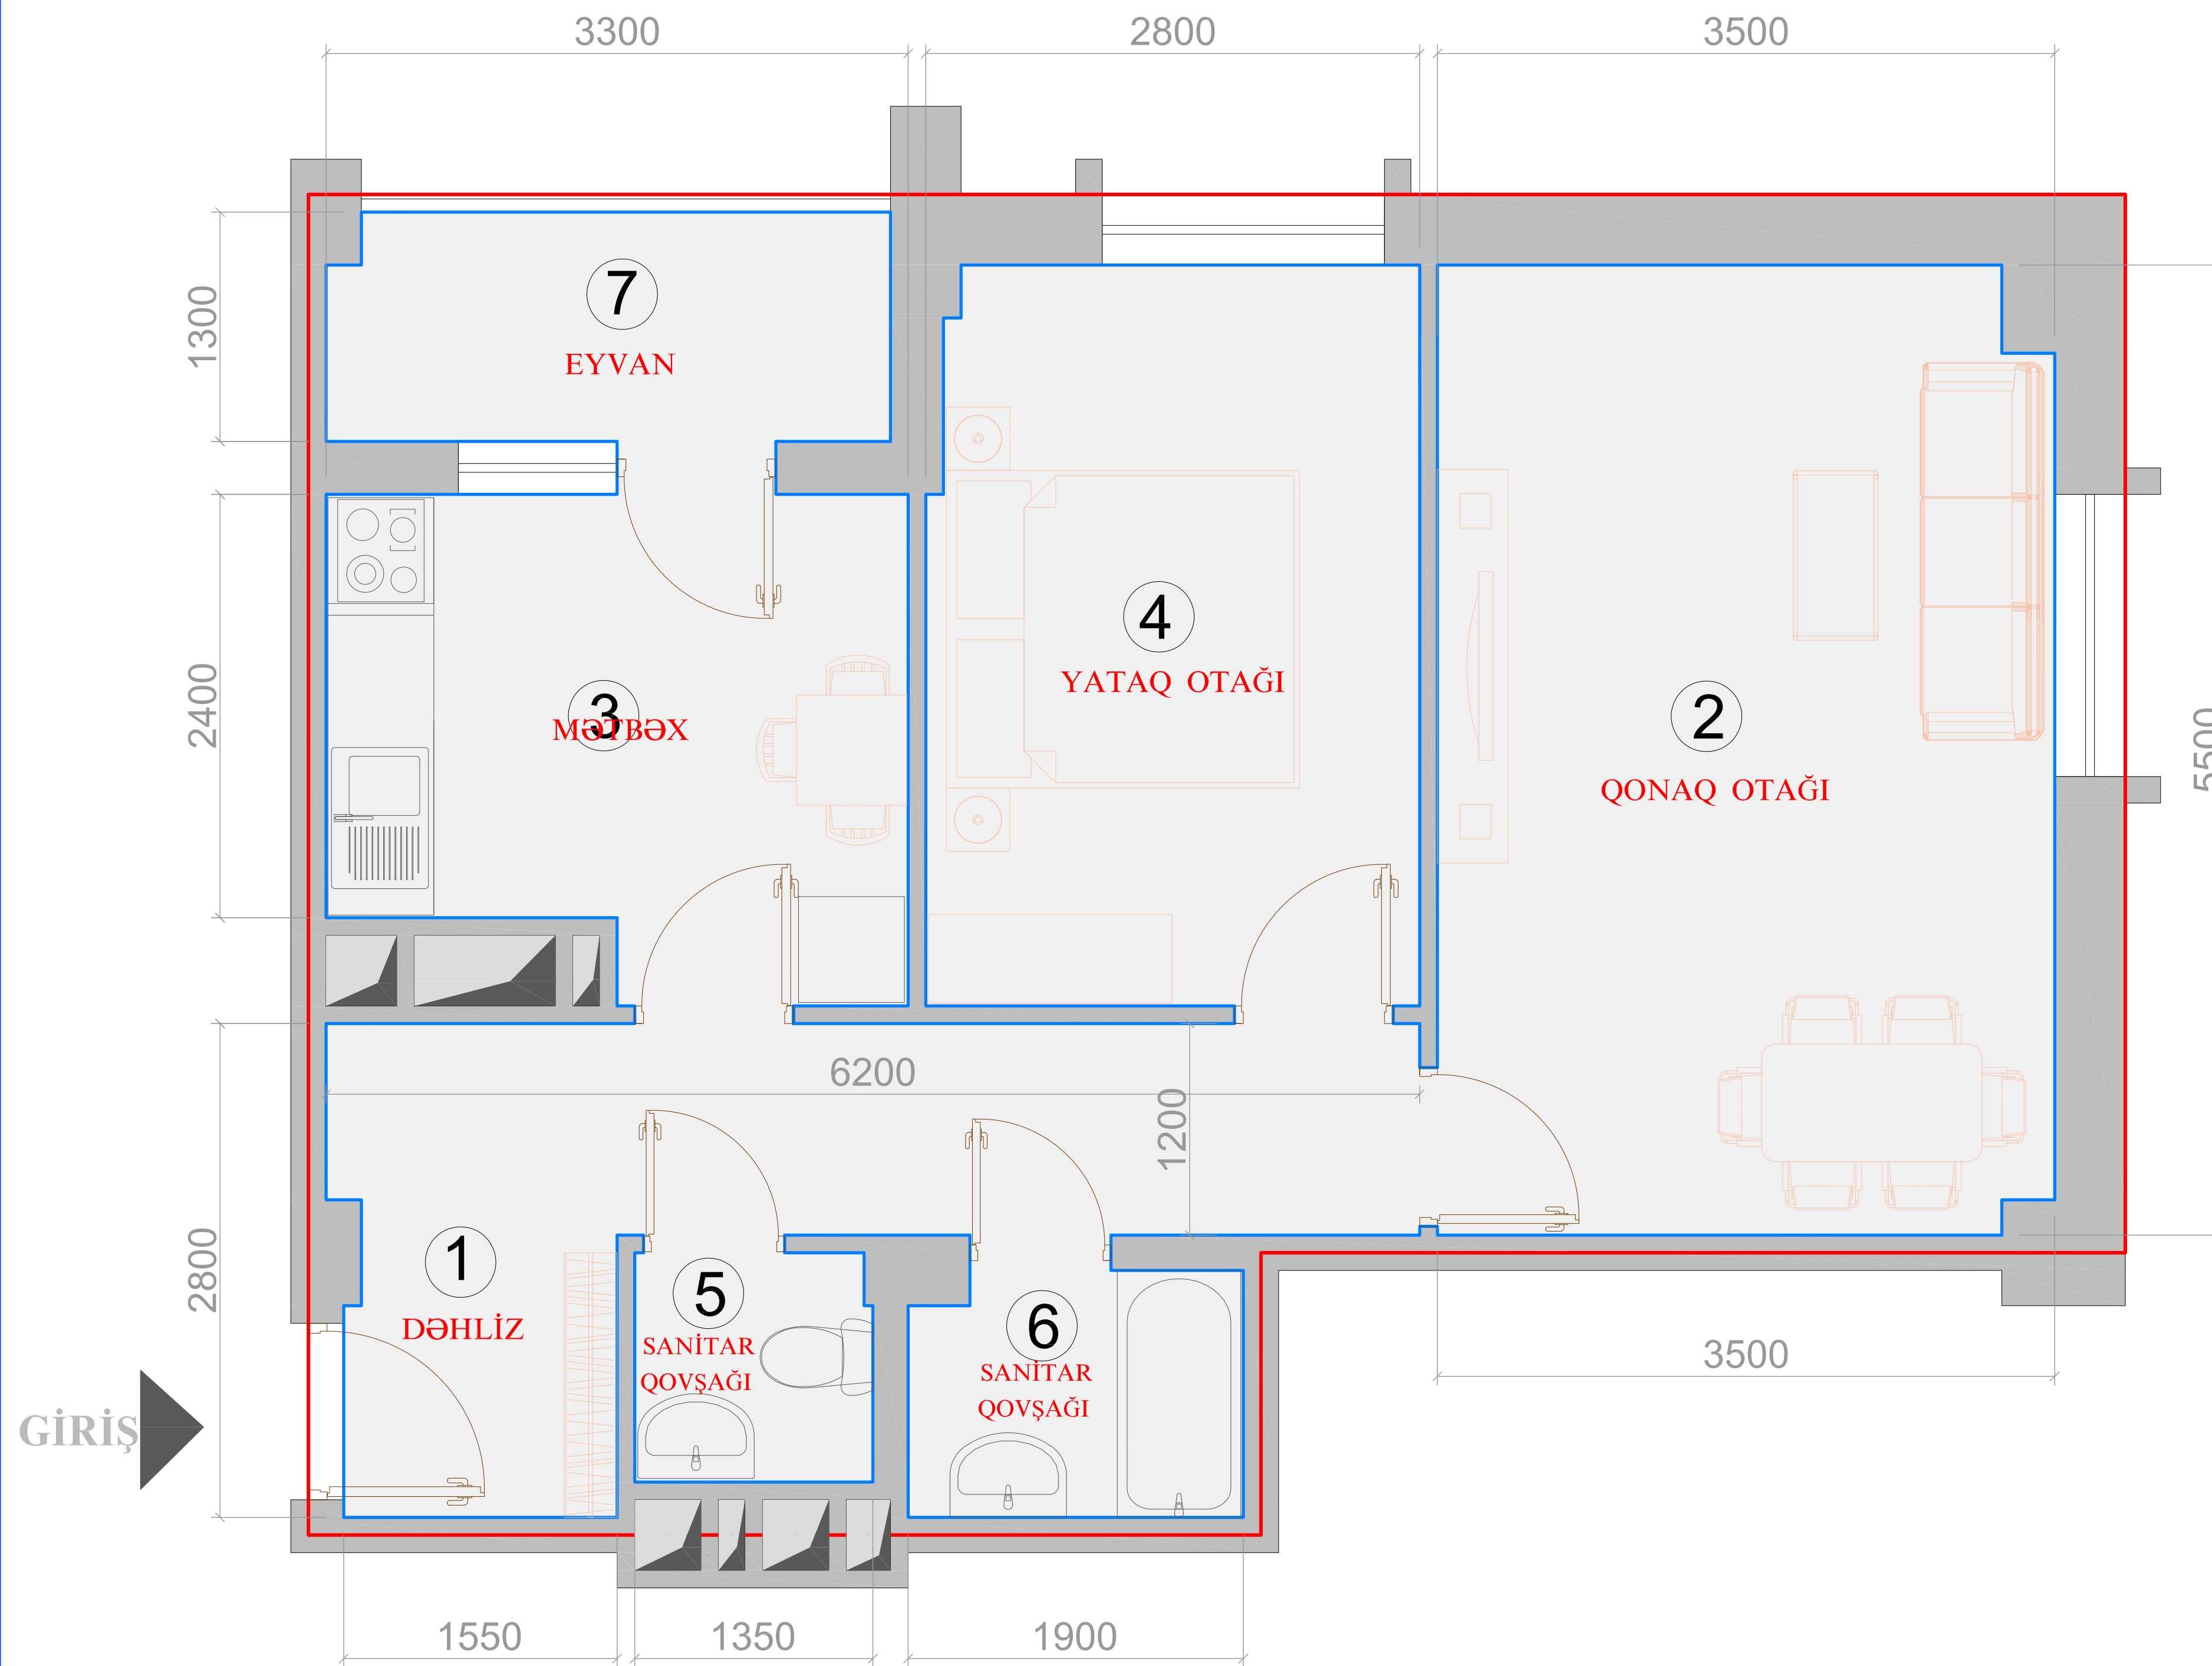 3300
2800
3500
1300
7
EYVAN
4
YATAQ OTAĞI
2400
3
MƏTBƏX
2
QONAQ OTAĞI
5500
6200
1200
2800
1
DƏHLİZ
5
SANİTAR
QOVŞAĞI
6
SANİTAR
QOVŞAĞI
3500
GİRİŞ
1550
1350
1900